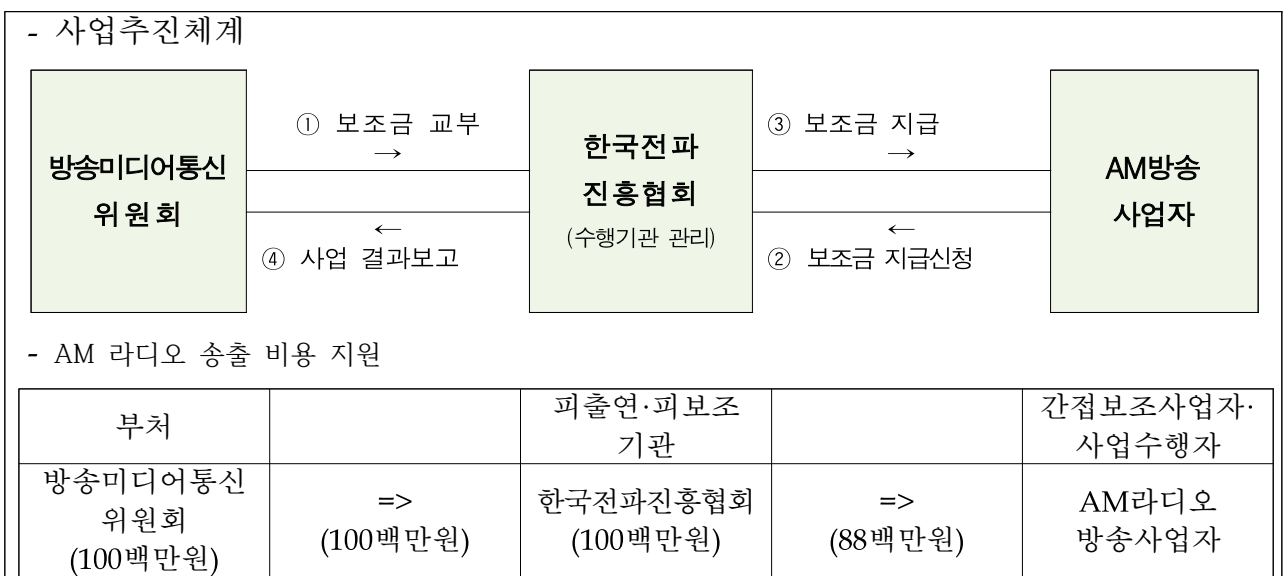 - 사업추진체계
방송미디어통신
위원회
① 보조금 교부
→
←
④ 사업 결과보고
한국전파
진흥협회
(수행기관 관리)
③ 보조금 지급
→
←
② 보조금 지급신청
AM방송
사업자
- AM 라디오 송출 비용 지원
부처
피출연·피보조
기관
간접보조사업자·
사업수행자
방송미디어통신
위원회
(100백만원)
=>
(100백만원)
한국전파진흥협회
(100백만원)
=>
(88백만원)
AM라디오
방송사업자